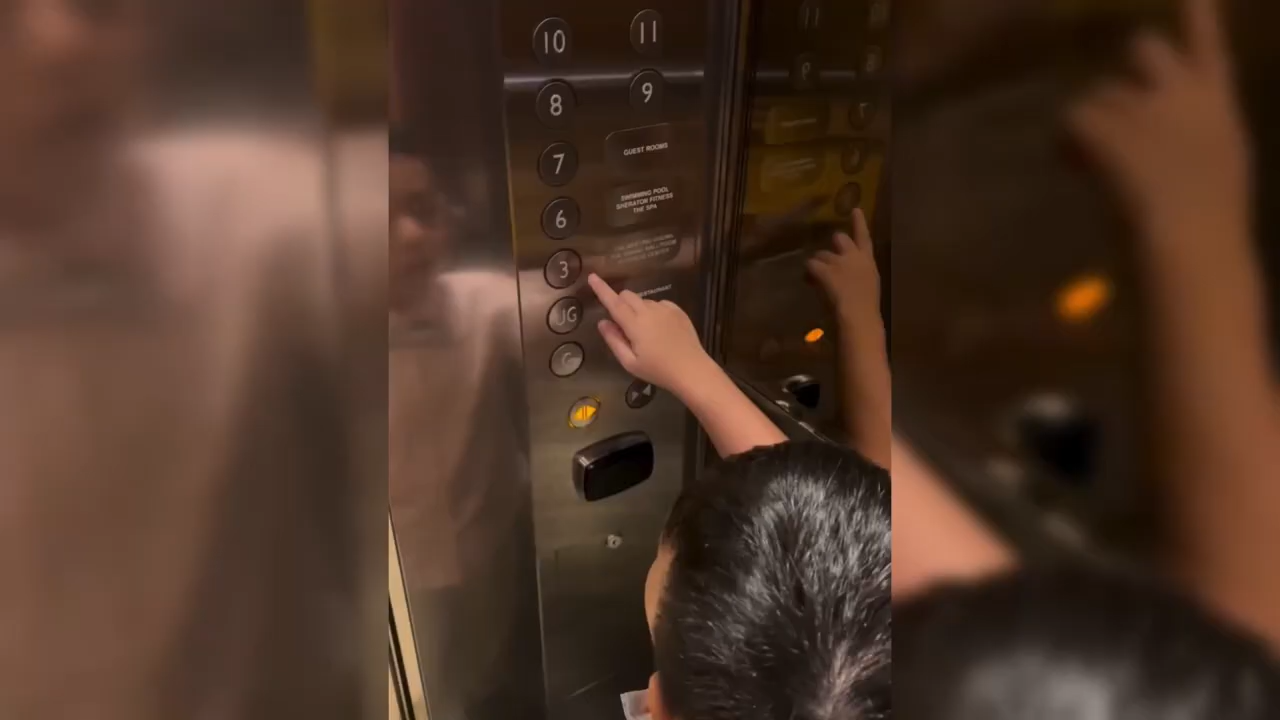 10 11
8 9
7 GUEST ROOMS
6 SWIMMING POOL
SHERATON FITNESS
THE SPA
3
UG
G